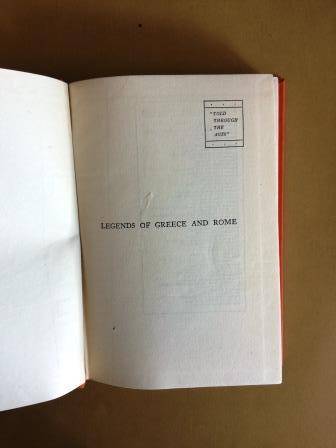 "TOLD
THROUGH
THE
AGES"
LEGENDS OF GREECE AND ROME